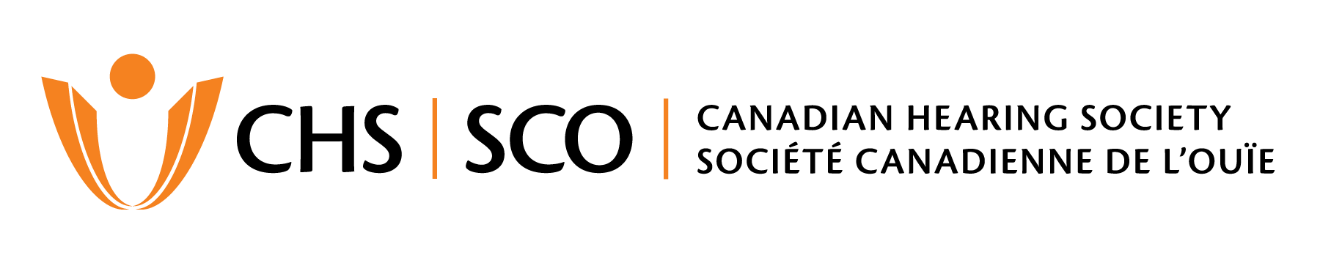 CHS | SCO
CANADIAN HEARING SOCIETY
SOCIÉTÉ CANADIENNE DE L’OUÏE